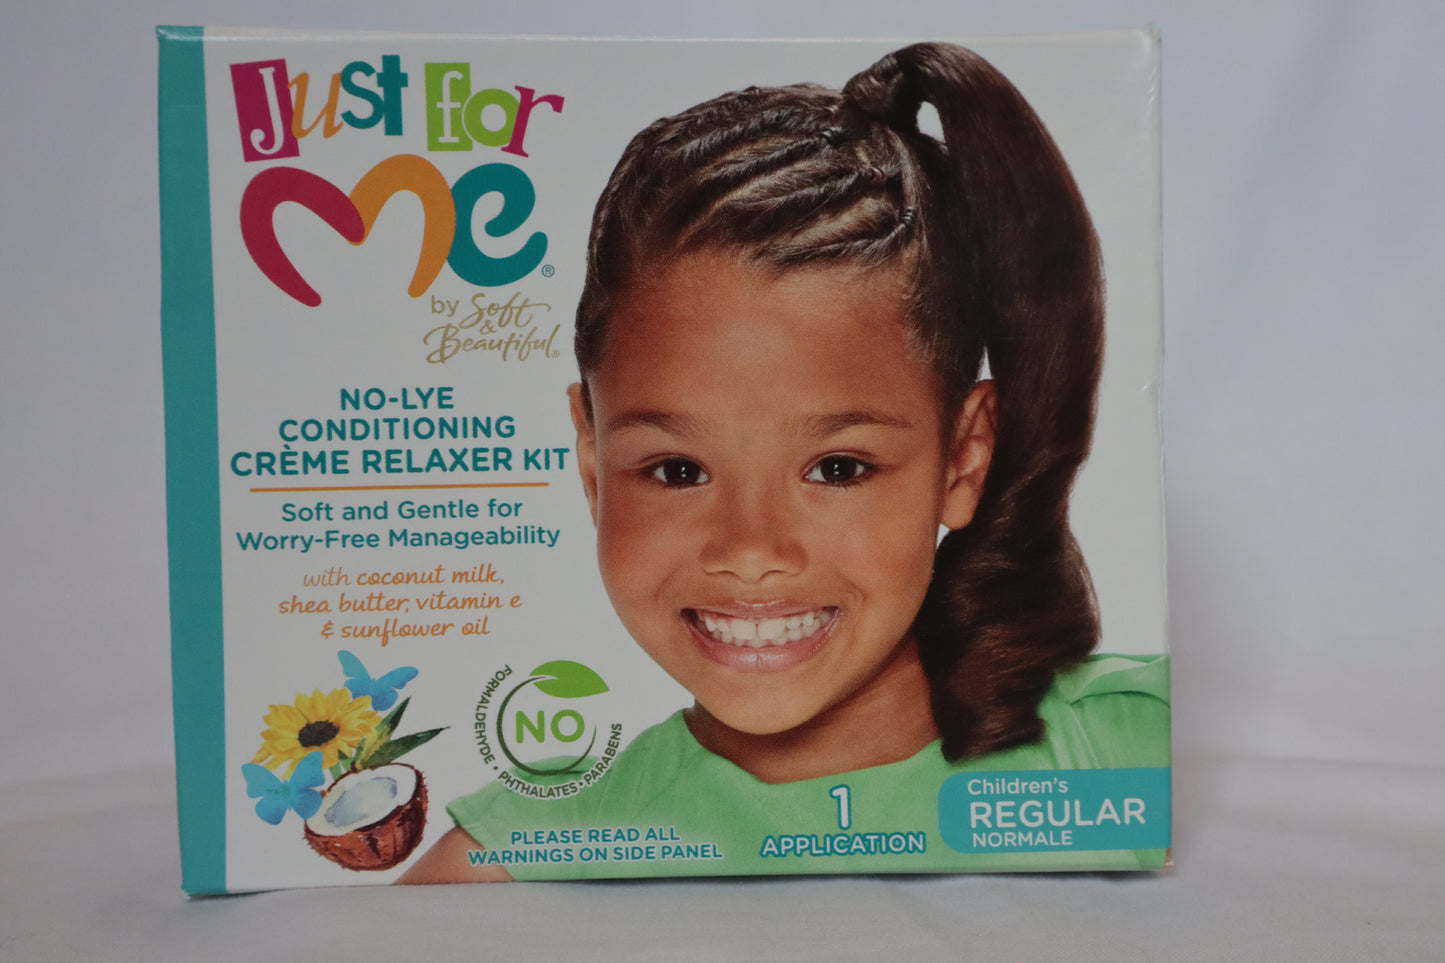 Just for
Me®
by Soft
&
Beautiful®
NO-LYE
CONDITIONING
CRÈME RELAXER KIT
Soft and Gentle for
Worry-Free Manageability
with coconut milk,
shea butter, vitamin e
& sunflower oil
NO
FORMALDEHYDE • PHTHALATES • PARABENS
PLEASE READ ALL
WARNINGS ON SIDE PANEL
1
APPLICATION
Children's
REGULAR
NORMALE